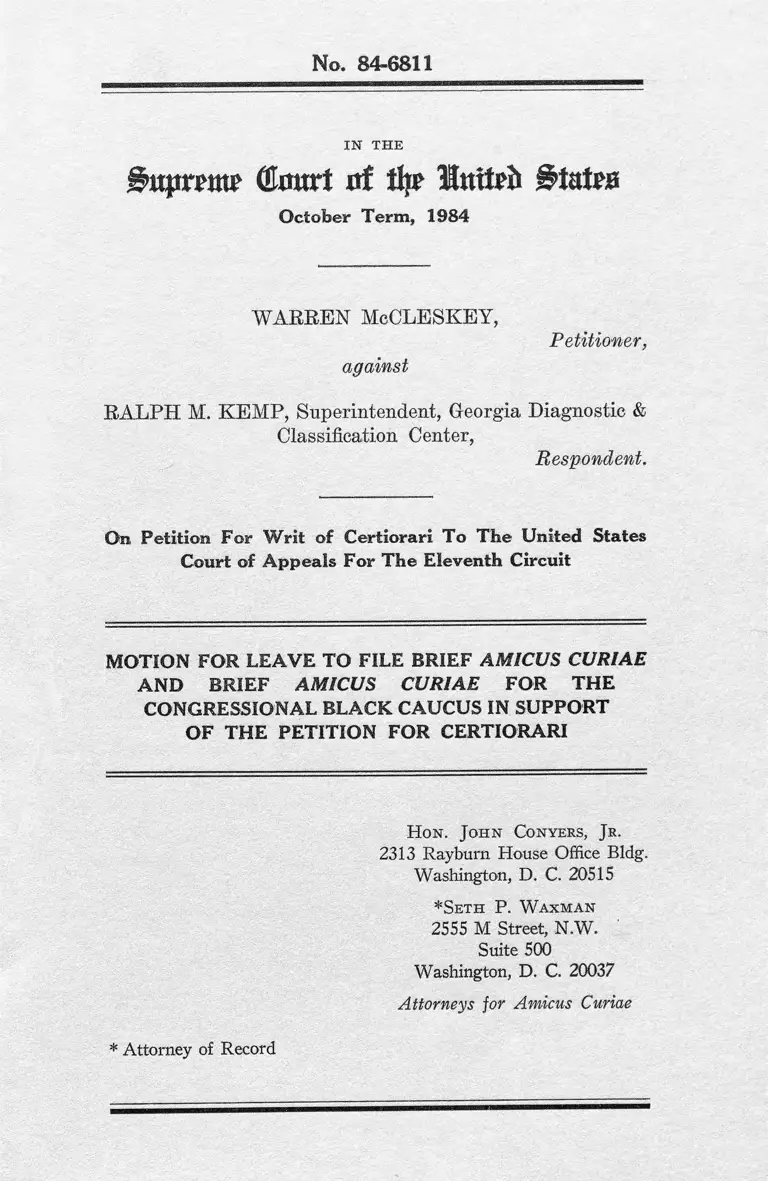 No. 84-6811
IN THE
Supreme Court of the United States
October Term, 1984
WARREN McCLESKEY,
Petitioner,
against
RALPH M. KEMP, Superintendent, Georgia Diagnostic &
Classification Center,
Respondent.
On Petition For Writ of Certiorari To The United States
Court of Appeals For The Eleventh Circuit
MOTION FOR LEAVE TO FILE BRIEF AMICUS CURIAE
AND BRIEF AMICUS CURIAE FOR THE
CONGRESSIONAL BLACK CAUCUS IN SUPPORT
OF THE PETITION FOR CERTIORARI
HON. JOHN CONYERS, JR.
2313 Rayburn House Office Bldg.
Washington, D. C. 20515
*SETH P. WAXMAN
2555 M Street, N.W.
Suite 500
Washington, D. C. 20037
Attorneys for Amicus Curiae
* Attorney of Record